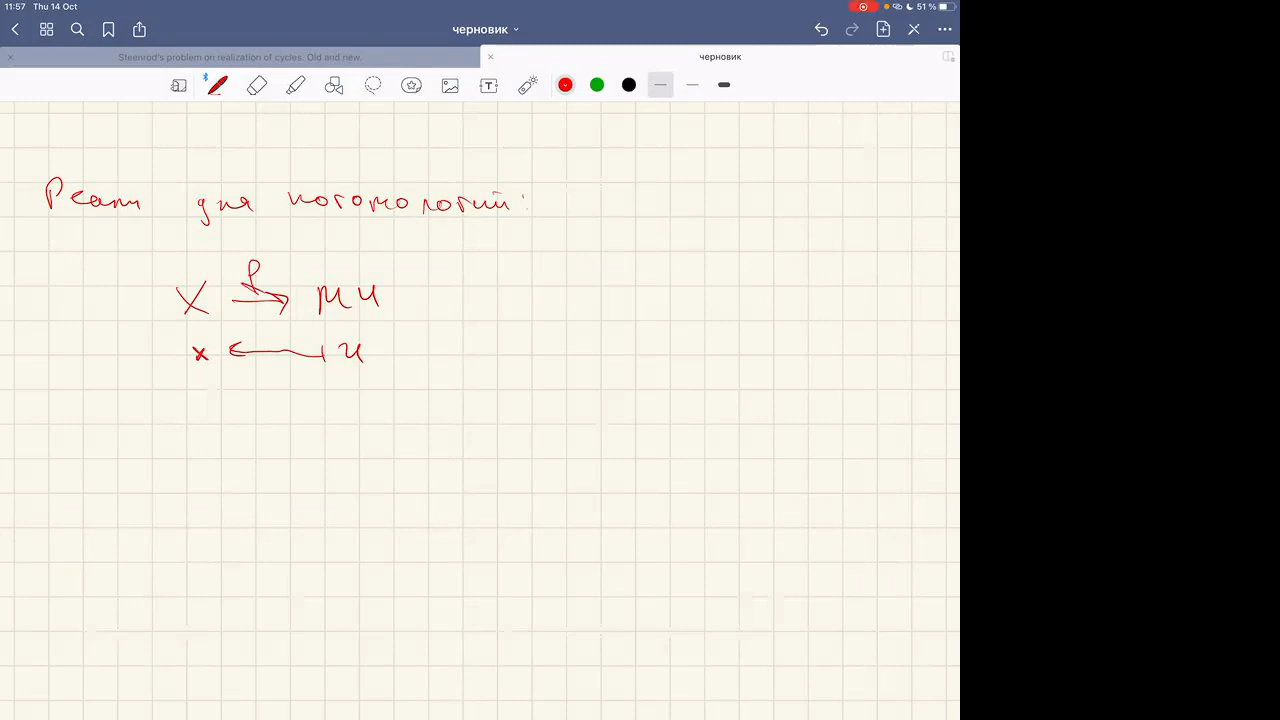 11:57 Thu 14 Oct 51 %
черновик
Steenrod's problem on realization of cycles. Old and new. черновик
Реал для когомологий:
X f→ MU
x ← u